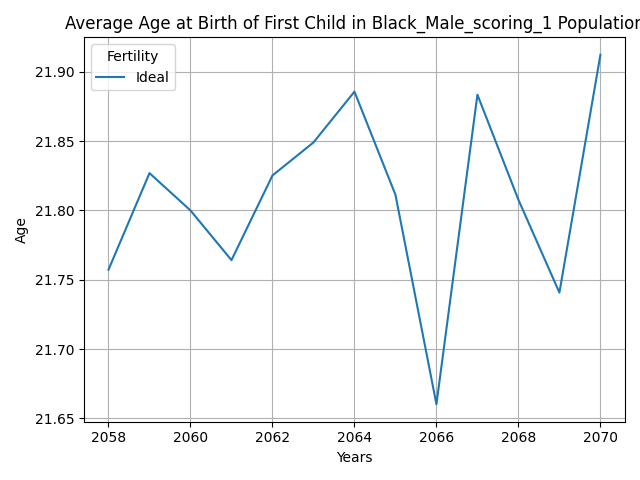 Average Age at Birth of First Child in Black_Male_scoring_1 Population
Fertility
Ideal
21.90
21.85
21.80
21.75
21.70
21.65
Age
2058 2060 2062 2064 2066 2068 2070
Years